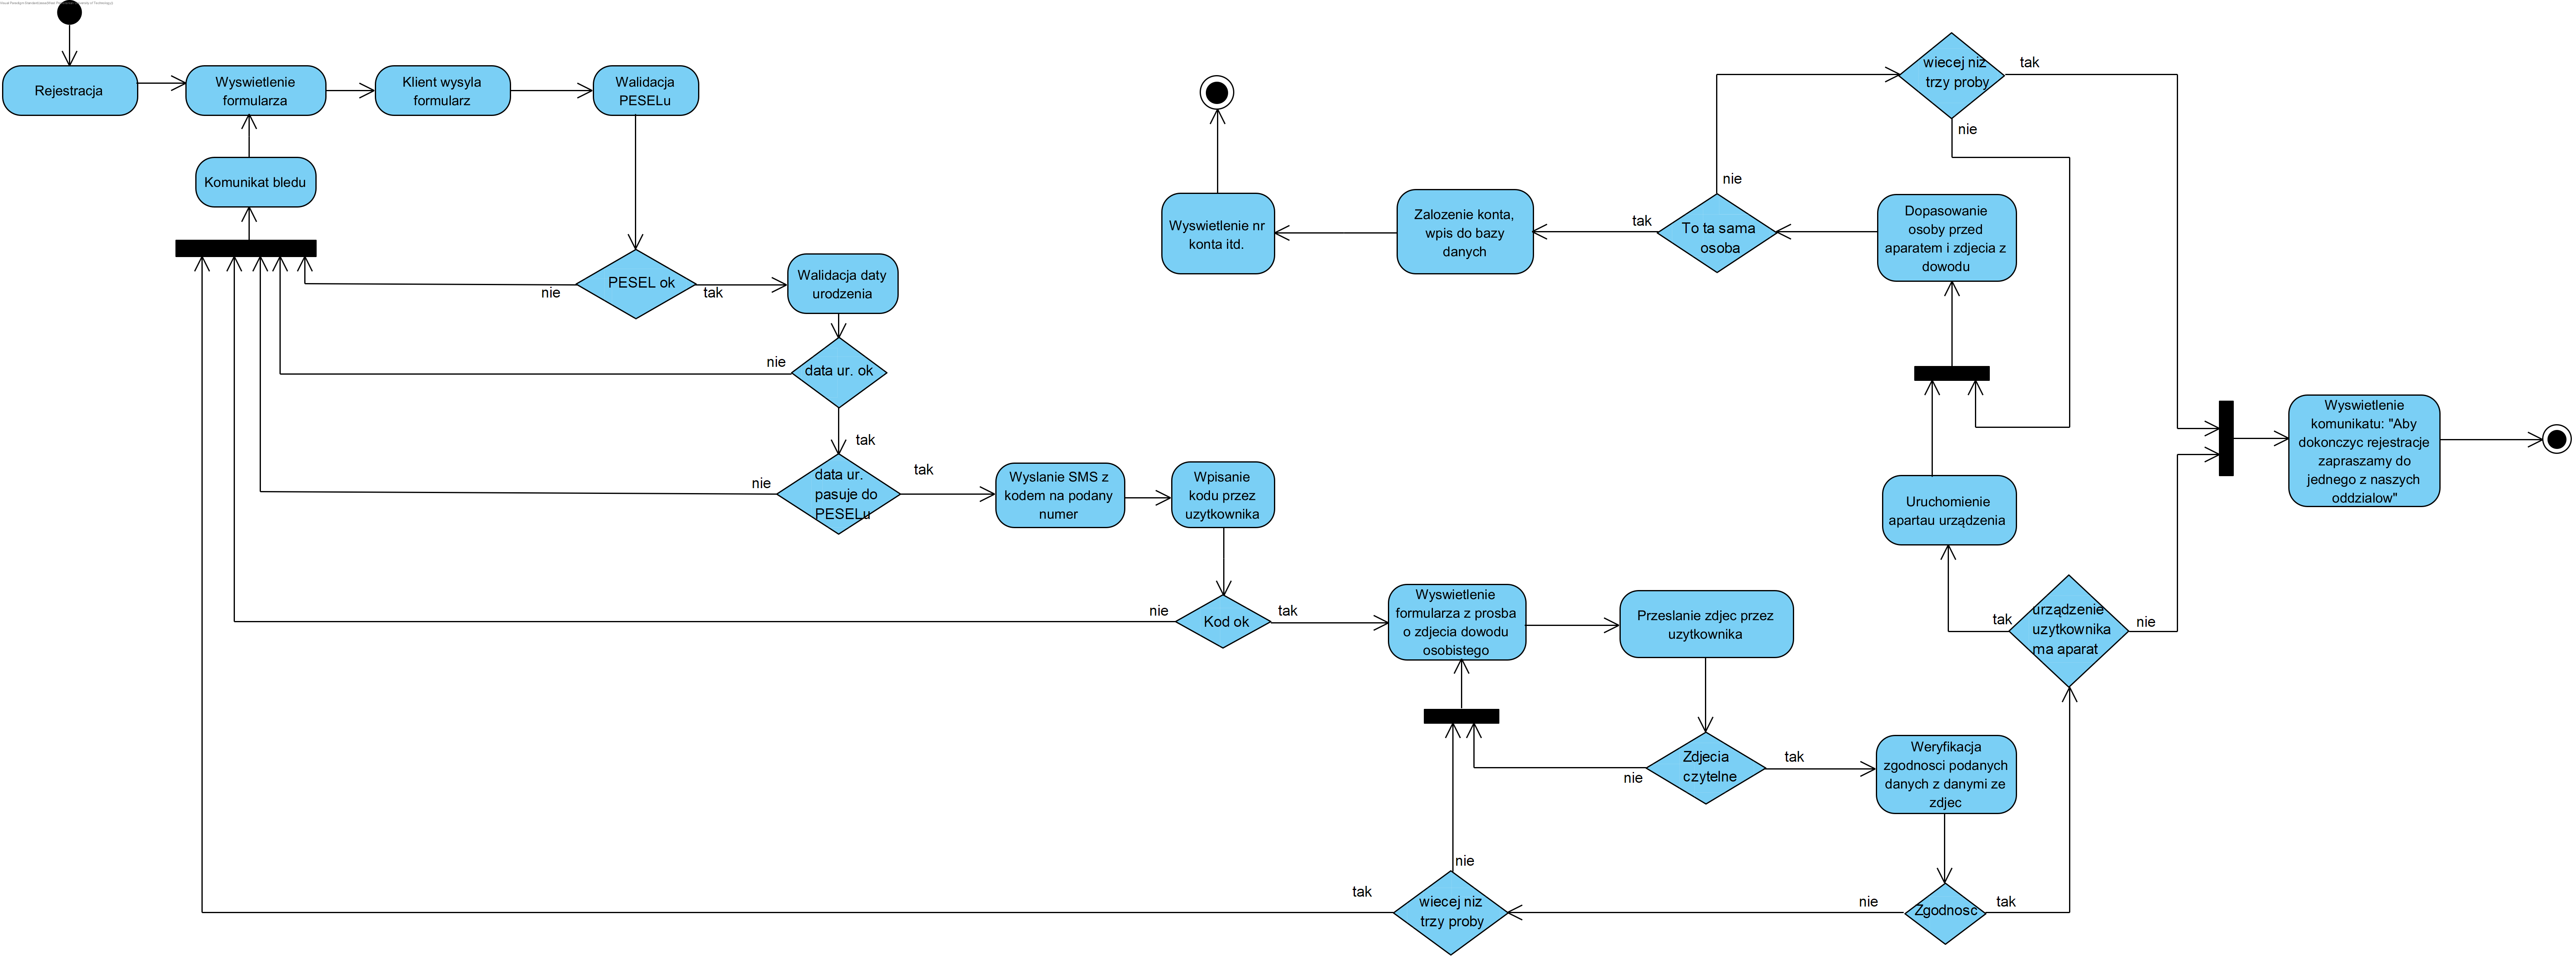 Rejestracja
Wyswietlenie
formularza
Klient wysyla
formularz
Walidacja
PESELu
Komunikat bledu
PESEL ok
nie
tak
Walidacja daty
urodzenia
data ur. ok
nie
tak
data ur.
pasuje do
PESELu
nie
tak
Wyslanie SMS z
kodem na podany
numer
Wpisanie
kodu przez
uzytkownika
Kod ok
nie
tak
Wyswietlenie
formularza z prosba
o zdjecia dowodu
osobistego
Przeslanie zdjec przez
uzytkownika
Zdjecia
czytelne
nie
tak
Weryfikacja
zgodnosci podanych
danych z danymi ze
zdjec
Zgodnosc
nie
tak
wiecej niz
trzy proby
nie
tak
urządzenie
uzytkownika
ma aparat
tak
nie
Uruchomienie
apartau urządzenia
Dopasowanie
osoby przed
aparatem i zdjecia z
dowodu
To ta sama
osoba
nie
tak
wiecej niz
trzy proby
tak
nie
Zalozenie konta,
wpis do bazy
danych
Wyswietlenie nr
konta itd.
Wyswietlenie
komunikatu: "Aby
dokonczyc rejestracje
zapraszamy do
jednego z naszych
oddzialow"